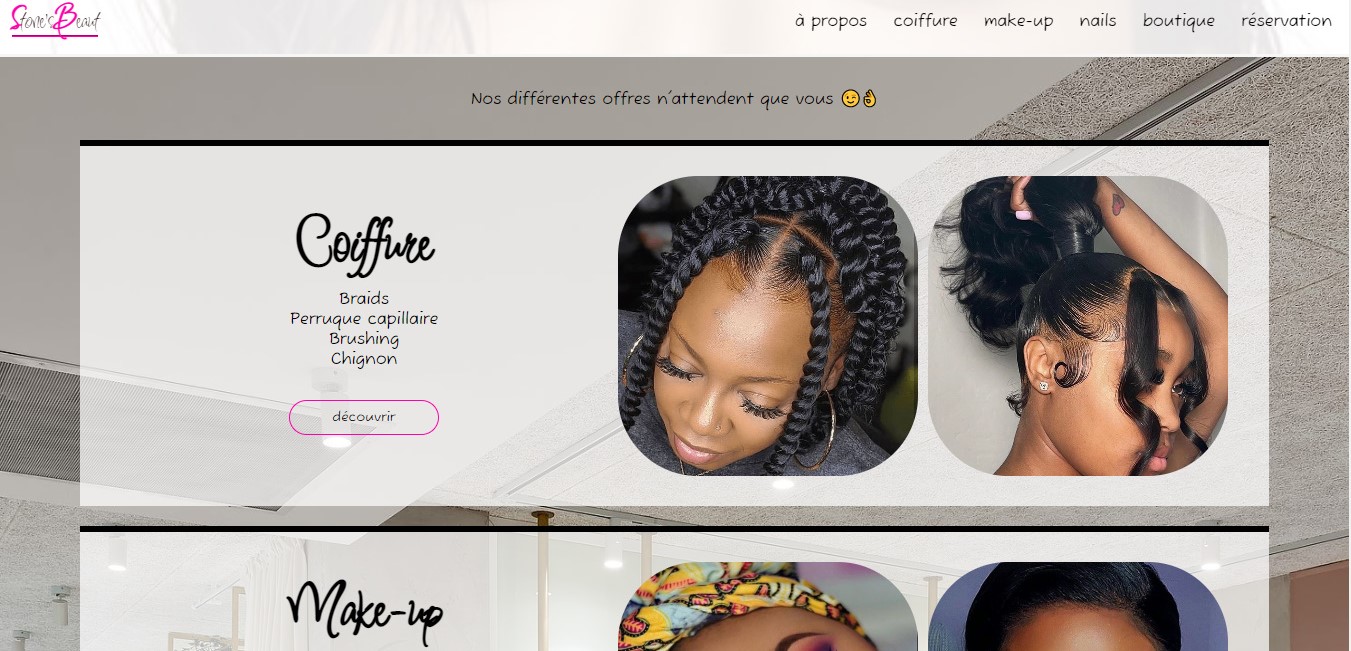 Stone'sBeaut
à propos coiffure make-up nails boutique réservation
Nos différentes offres n'attendent que vous 😉👌
Coiffure
Braids
Perruque capillaire
Brushing
Chignon
découvrir
Make-up